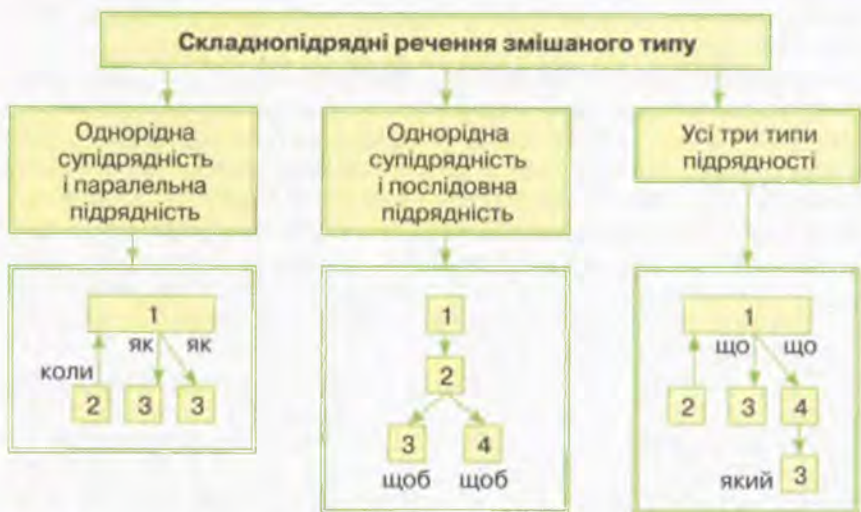 Складнопідрядні речення змішаного типу
Однорідна
супідрядність
і паралельна
підрядність
Однорідна
супідрядність
і послідовна
підрядність
Усі три типи
підрядності
1
як як
коли
2 3 3
1
2
3 4
щоб щоб
1
що що
2 3 4
який 3